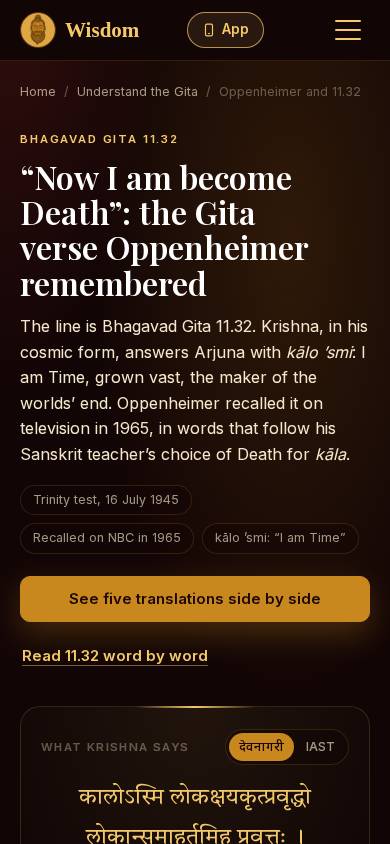 Wisdom
App
Home / Understand the Gita / Oppenheimer and 11.32
BHAGAVAD GITA 11.32
“Now I am become
Death”: the Gita
verse Oppenheimer
remembered
The line is Bhagavad Gita 11.32. Krishna, in his
cosmic form, answers Arjuna with kālo ’smi: I
am Time, grown vast, the maker of the
worlds’ end. Oppenheimer recalled it on
television in 1965, in words that follow his
Sanskrit teacher’s choice of Death for kāla.
Trinity test, 16 July 1945
Recalled on NBC in 1965
kālo ’smi: “I am Time”
See five translations side by side
Read 11.32 word by word
WHAT KRISHNA SAYS
देवनागरी
IAST
कालोऽस्मि लोकक्षयकृत्प्रवृद्धो
लोकान्समाहर्तुमिह प्रवृत्तः ।